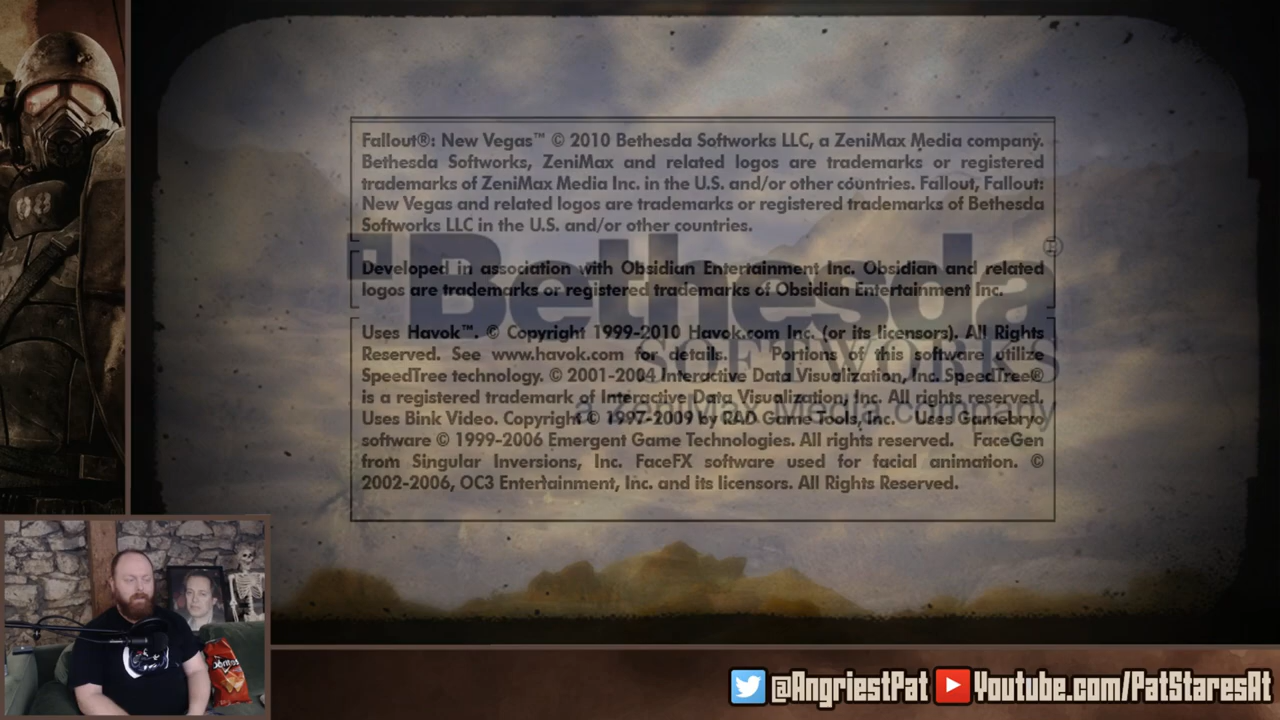 Fallout®: New Vegas™ © 2010 Bethesda Softworks LLC, a ZeniMax Media company.
Bethesda Softworks, ZeniMax and related logos are trademarks or registered
trademarks of ZeniMax Media Inc. in the U.S. and/or other countries. Fallout, Fallout:
New Vegas and related logos are trademarks or registered trademarks of Bethesda
Softworks LLC in the U.S. and/or other countries.
Bethesda®
Developed in association with Obsidian Entertainment Inc. Obsidian and related
logos are trademarks or registered trademarks of Obsidian Entertainment Inc.
Uses Havok™. © Copyright 1999-2010 Havok.com Inc. (or its licensors). All Rights
Reserved. See www.havok.com for details. Portions of this software utilize
SOFTWORKS
SpeedTree technology. © 2001-2004 Interactive Data Visualization, Inc. SpeedTree®
is a registered trademark of Interactive Data Visualization, Inc. All rights reserved.
a ZeniMax Media company
Uses Bink Video. Copyright © 1997-2009 by RAD Game Tools, Inc. Uses Gamebryo
software © 1999-2006 Emergent Game Technologies. All rights reserved. FaceGen
from Singular Inversions, Inc. FaceFX software used for facial animation. ©
2002-2006, OC3 Entertainment, Inc. and its licensors. All Rights Reserved.
Doritos
@AngriestPat Youtube.com/PatStaresAt